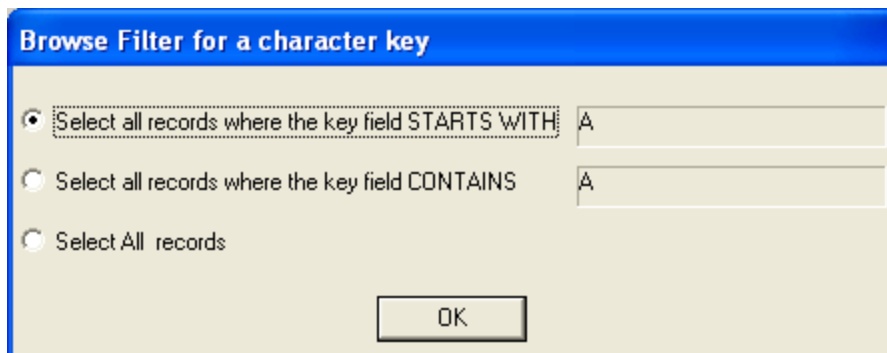 Browse Filter for a character key
Select all records where the key field STARTS WITH A
Select all records where the key field CONTAINS A
Select All records
OK